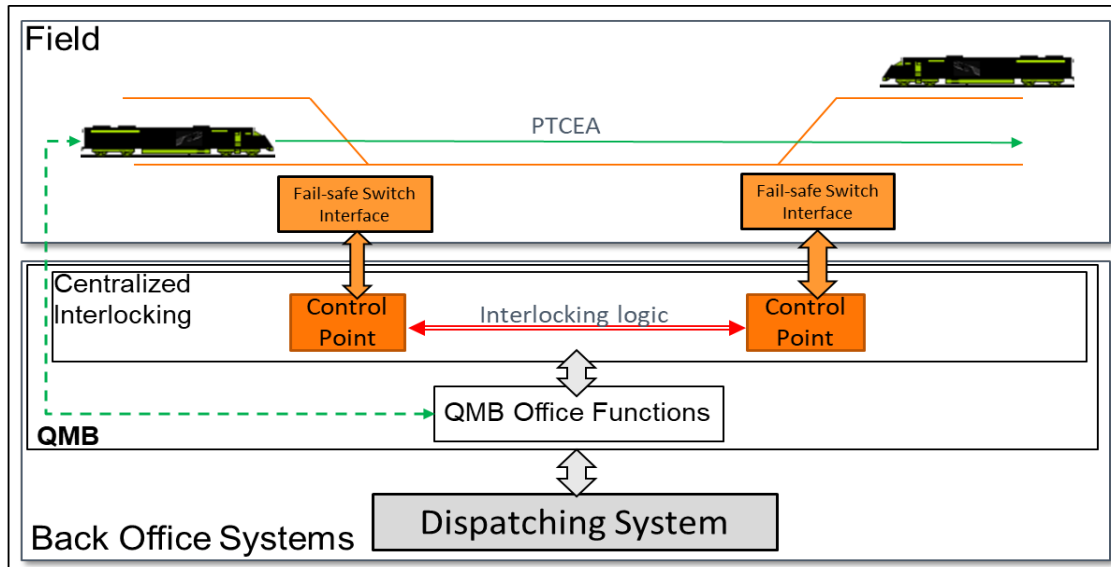 Field
PTCEA
Fail-safe Switch
Interface
Fail-safe Switch
Interface
Centralized
Interlocking
Control
Point
Interlocking logic
Control
Point
QMB Office Functions
QMB
Dispatching System
Back Office Systems